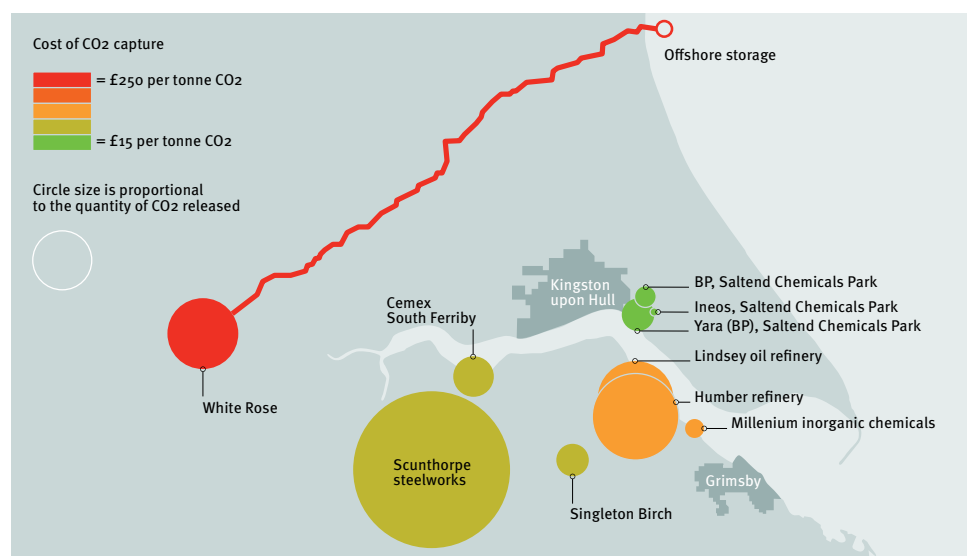 Cost of CO2 capture
= £250 per tonne CO2
= £15 per tonne CO2
Circle size is proportional
to the quantity of CO2 released
Offshore storage
Kingston
upon Hull
BP, Saltend Chemicals Park
Ineos, Saltend Chemicals Park
Yara (BP), Saltend Chemicals Park
Cemex
South Ferriby
Lindsey oil refinery
Humber refinery
Millenium inorganic chemicals
White Rose
Scunthorpe
steelworks
Grimsby
Singleton Birch